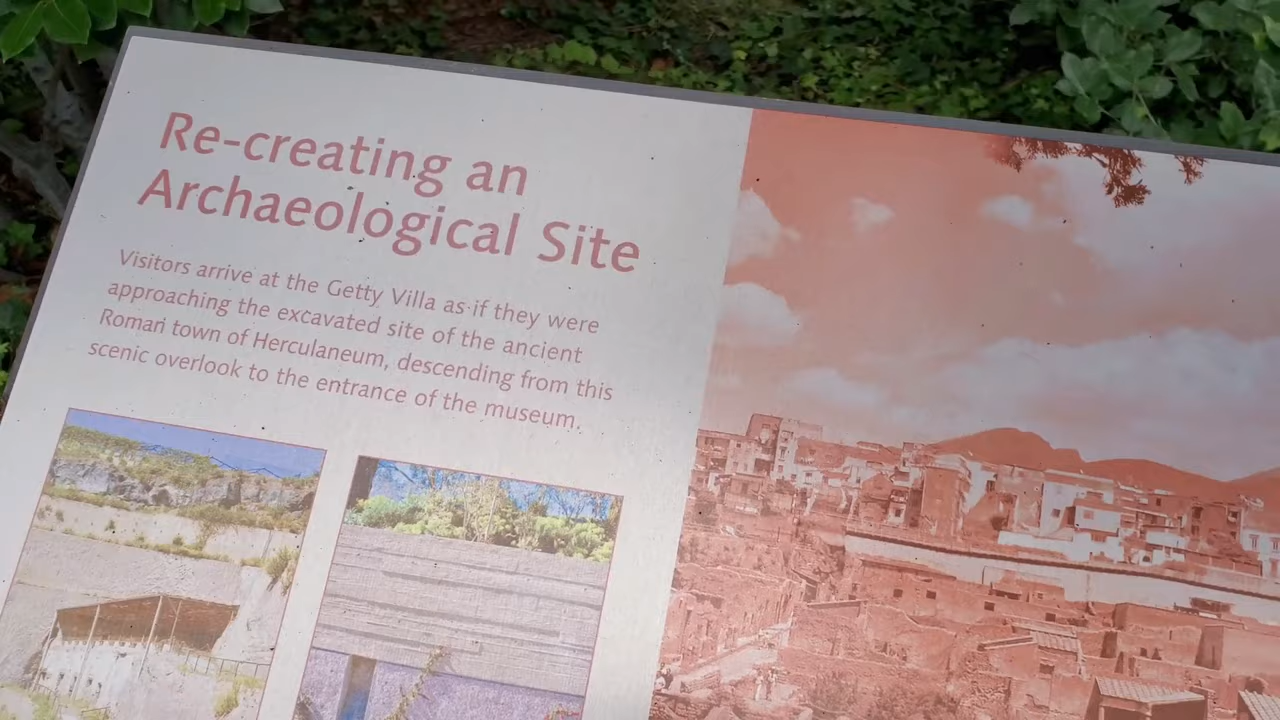 Re-creating an
Archaeological Site
Visitors arrive at the Getty Villa as if they were
approaching the excavated site of the ancient
Roman town of Herculaneum, descending from this
scenic overlook to the entrance of the museum.